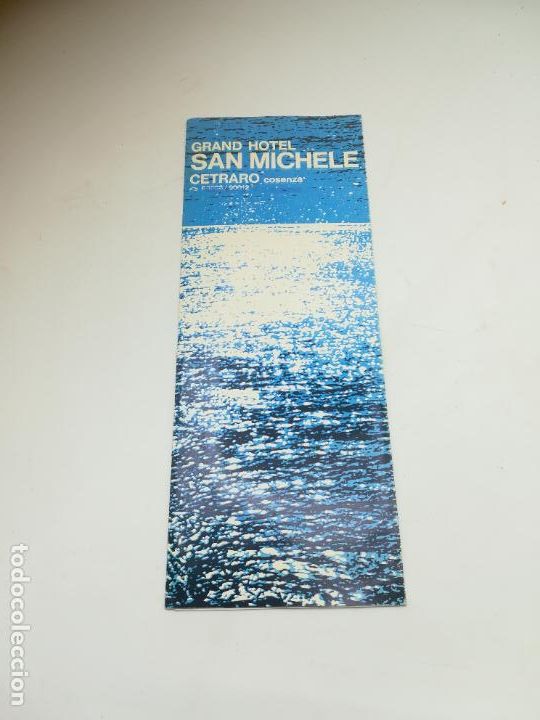 GRAND HOTEL
SAN MICHELE
CETRARO cosenza
todocoleccion